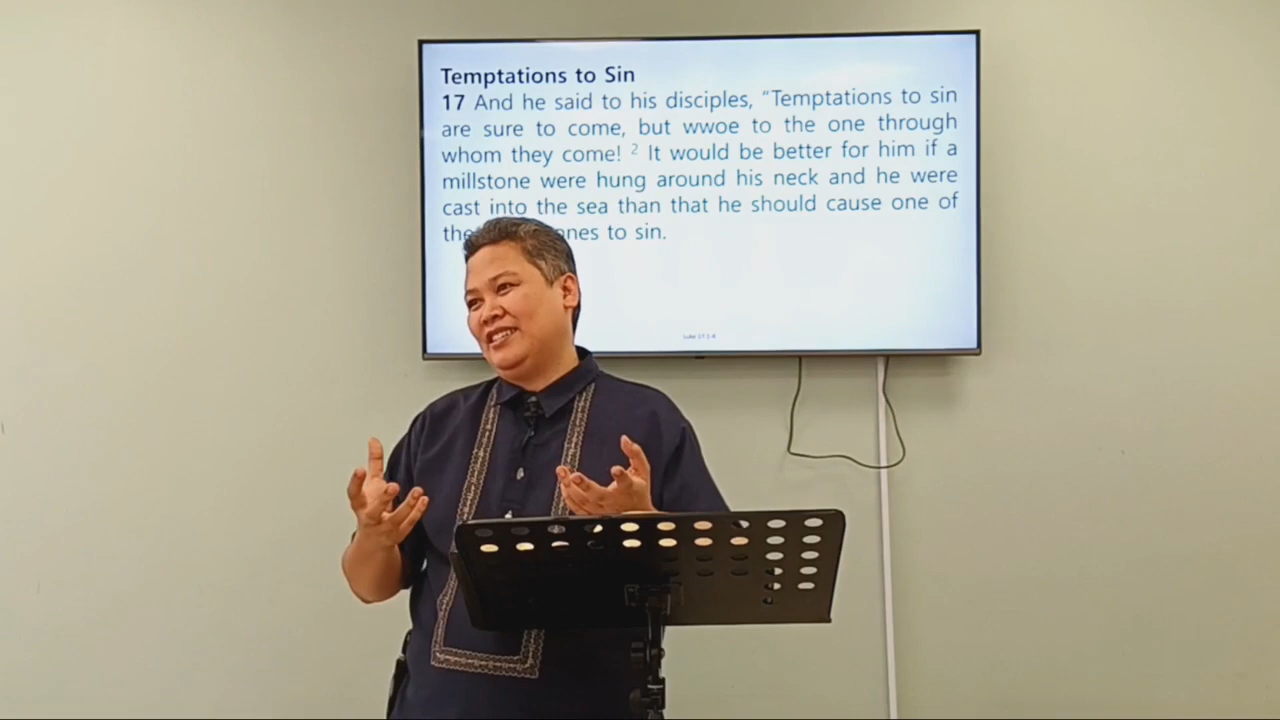 Temptations to Sin
17 And he said to his disciples, “Temptations to sin
are sure to come, but wwoe to the one through
whom they come! ² It would be better for him if a
millstone were hung around his neck and he were
cast into the sea than that he should cause one of
to sin.